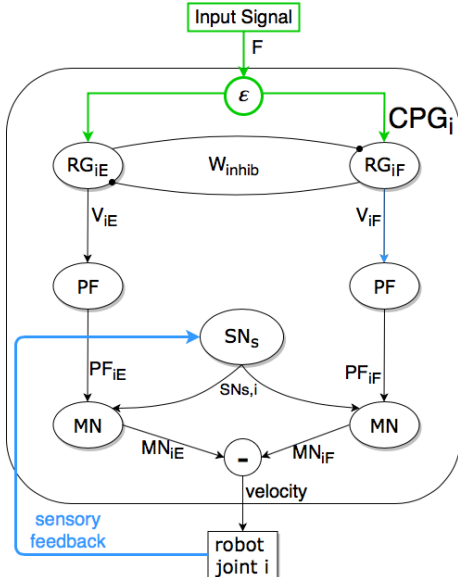 Input Signal
F
ε
CPGi
RGiE
Winhib
RGiF
ViE
ViF
PF
PF
SNs
PFiE
SNs,i
PFiF
MN
MN
MNiE
-
MNiF
velocity
sensory
feedback
robot
joint i